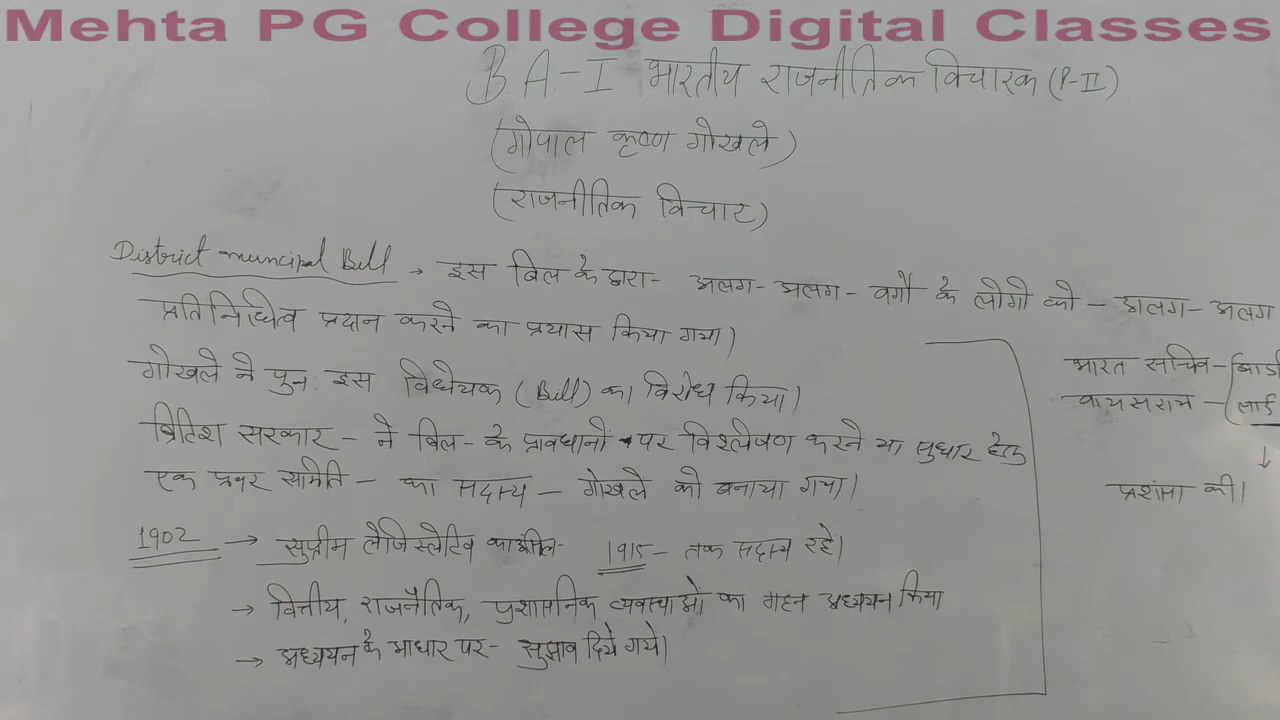 Mehta PG College Digital Classes
B.A.-I भारतीय राजनीतिक विचारक (P-II)
(गोपाल कृष्ण गोखले)
(राजनीतिक विचार)
District muncipal Bill → इस बिल के द्वारा - अलग-अलग - वर्गों के लोगों को - अलग-अलग
प्रतिनिधित्व प्रदान करने का प्रयास किया गया।
गोखले ने पुन: इस विधेयक (Bill) का विरोध किया।
ब्रिटिश सरकार - ने बिल - के प्रावधानों पर विश्लेषण करने या सुधार हेतु
एक प्रवर समिति - का सदस्य - गोखले को बनाया गया।
1902 → सुप्रीम लेजिस्लेटिव काउंसिल - 1915 - तक सदस्य रहे।
→ वित्तीय, राजनैतिक, प्रशासनिक व्यवस्थाओं का गहन अध्ययन किया
→ अध्ययन के आधार पर - सुझाव दिये गये।
भारत सचिव -
वायसराय - (लार्ड
↓
प्रशंसा की।